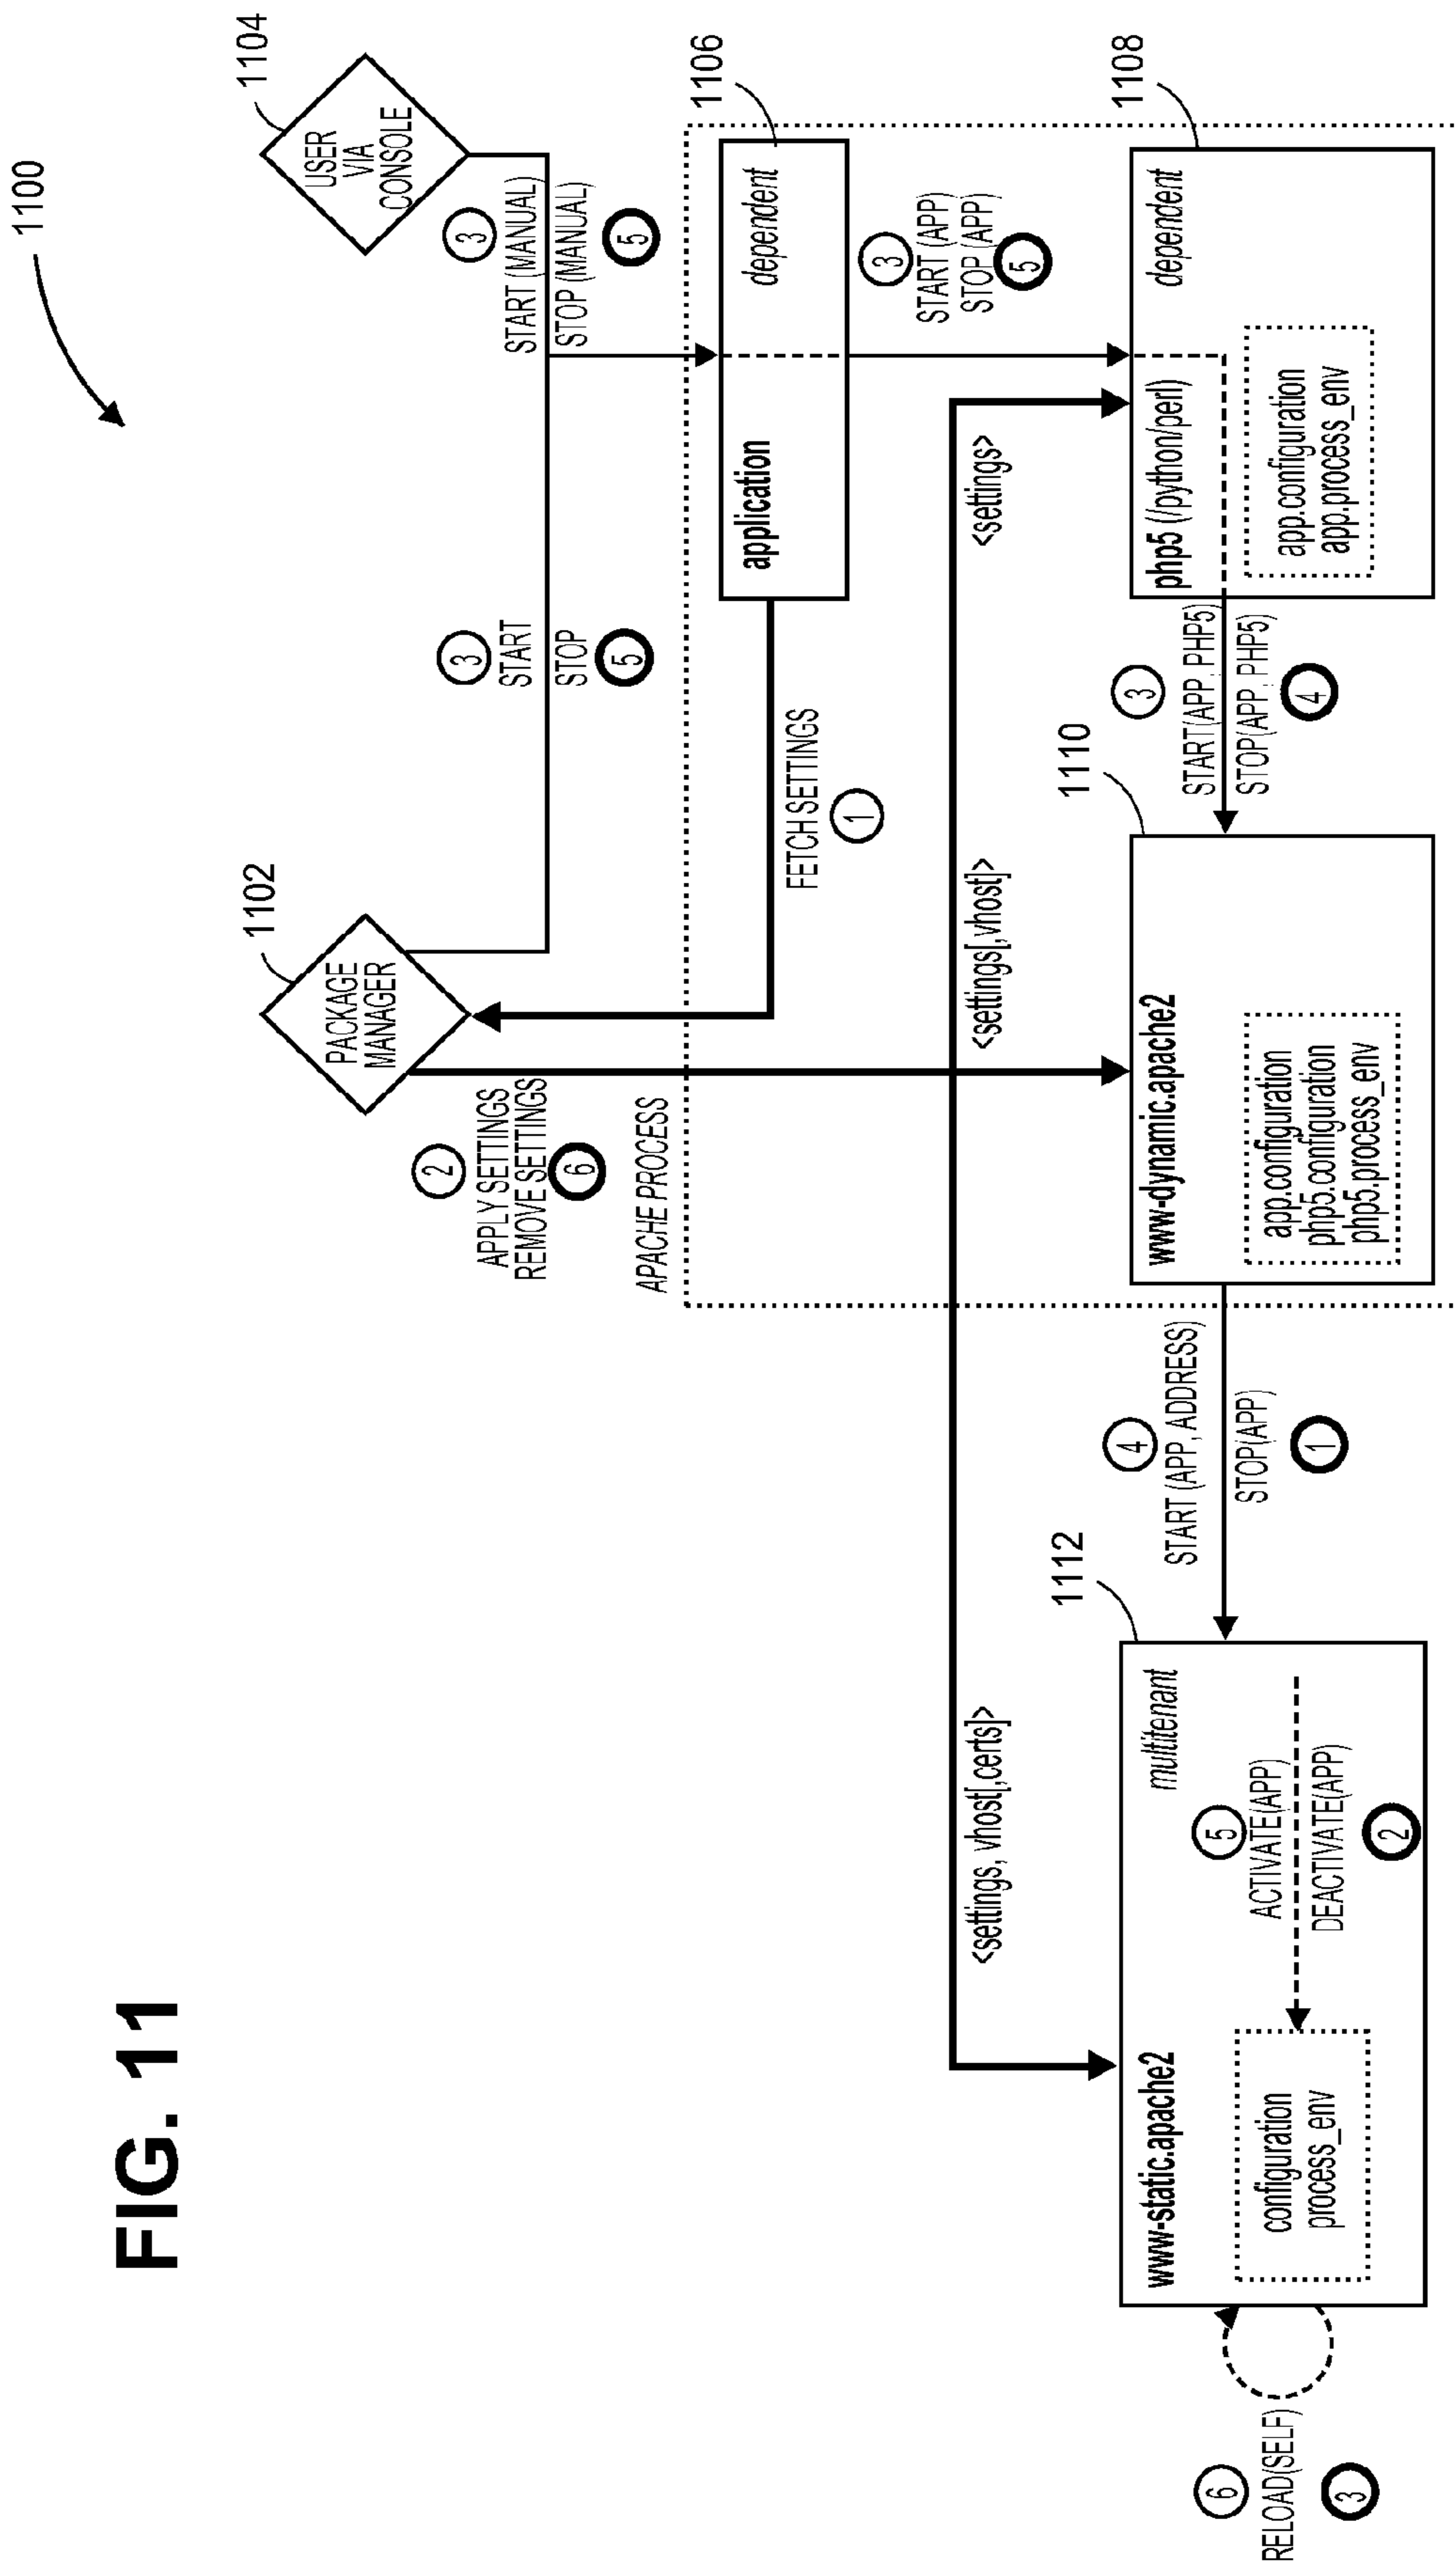 FIG. 11
1100
1102
PACKAGE
MANAGER
1104
USER
VIA
CONSOLE
2
APPLY SETTINGS
REMOVE SETTINGS
6
3
START
STOP
5
3
START (MANUAL)
STOP (MANUAL)
5
APACHE PROCESS
FETCH SETTINGS
1
1106
application
dependent
3
START (APP)
STOP (APP)
5
<settings, vhost[,certs]>
<settings[,vhost]>
<settings>
1112
www-static.apache2
multitenant
configuration
process_env
5
ACTIVATE(APP)
DEACTIVATE(APP)
2
6
RELOAD(SELF)
3
4
START (APP, ADDRESS)
STOP(APP)
1
1110
www-dynamic.apache2
app.configuration
php5.configuration
php5.process_env
3
START(APP, PHP5)
STOP(APP, PHP5)
4
1108
php5 (/python/perl)
dependent
app.configuration
app.process_env